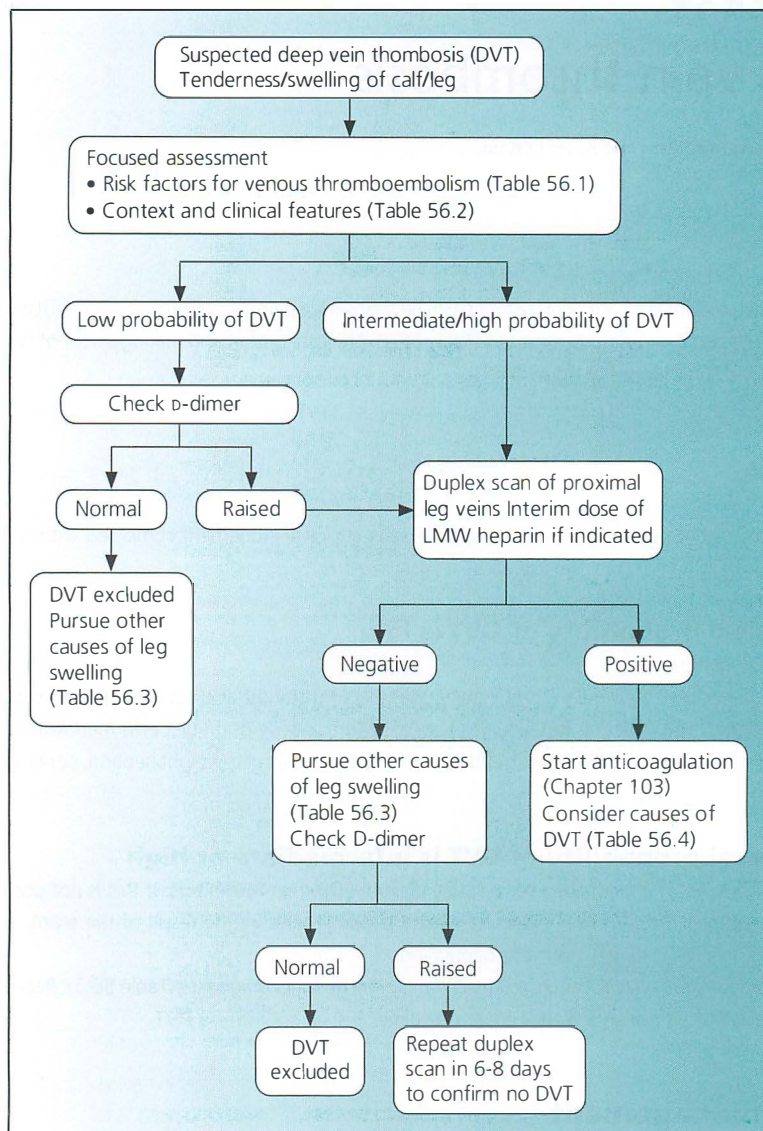 Suspected deep vein thombosis (DVT)
Tenderness/swelling of calf/leg
Focused assessment
• Risk factors for venous thromboembolism (Table 56.1)
• Context and clinical features (Table 56.2)
Low probability of DVT
Intermediate/high probability of DVT
Check D-dimer
Normal
Raised
Duplex scan of proximal
leg veins Interim dose of
LMW heparin if indicated
DVT excluded
Pursue other
causes of leg
swelling
(Table 56.3)
Negative
Positive
Pursue other causes
of leg swelling
(Table 56.3)
Check D-dimer
Start anticoagulation
(Chapter 103)
Consider causes of
DVT (Table 56.4)
Normal
Raised
DVT
excluded
Repeat duplex
scan in 6-8 days
to confirm no DVT